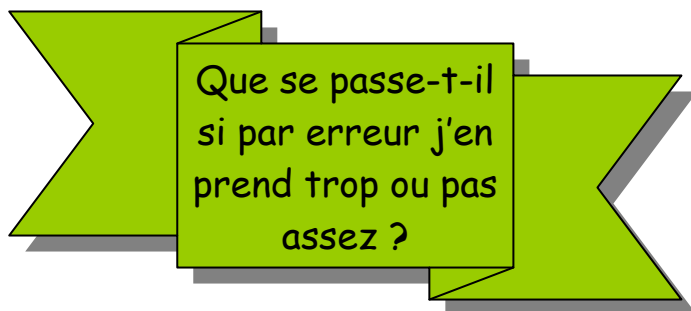 Que se passe-t-il
si par erreur j'en
prend trop ou pas
assez ?